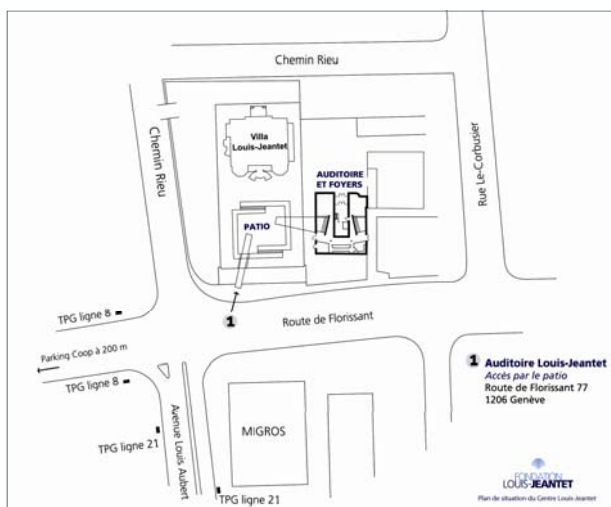 Chemin Rieu
Chemin Rieu
Villa
Louis-Jeantet
AUDITOIRE
ET FOYERS
Rue Le-Corbusier
PATIO
TPG ligne 8
1
Route de Florissant
Parking Coop à 200 m
TPG ligne 8
Avenue Louis Aubert
TPG ligne 21
MIGROS
TPG ligne 21
1 Auditoire Louis-Jeantet
Accès par le patio
Route de Florissant 77
1206 Genève
FONDATION
LOUIS-JEANTET
Plan de situation du Centre Louis-Jeantet